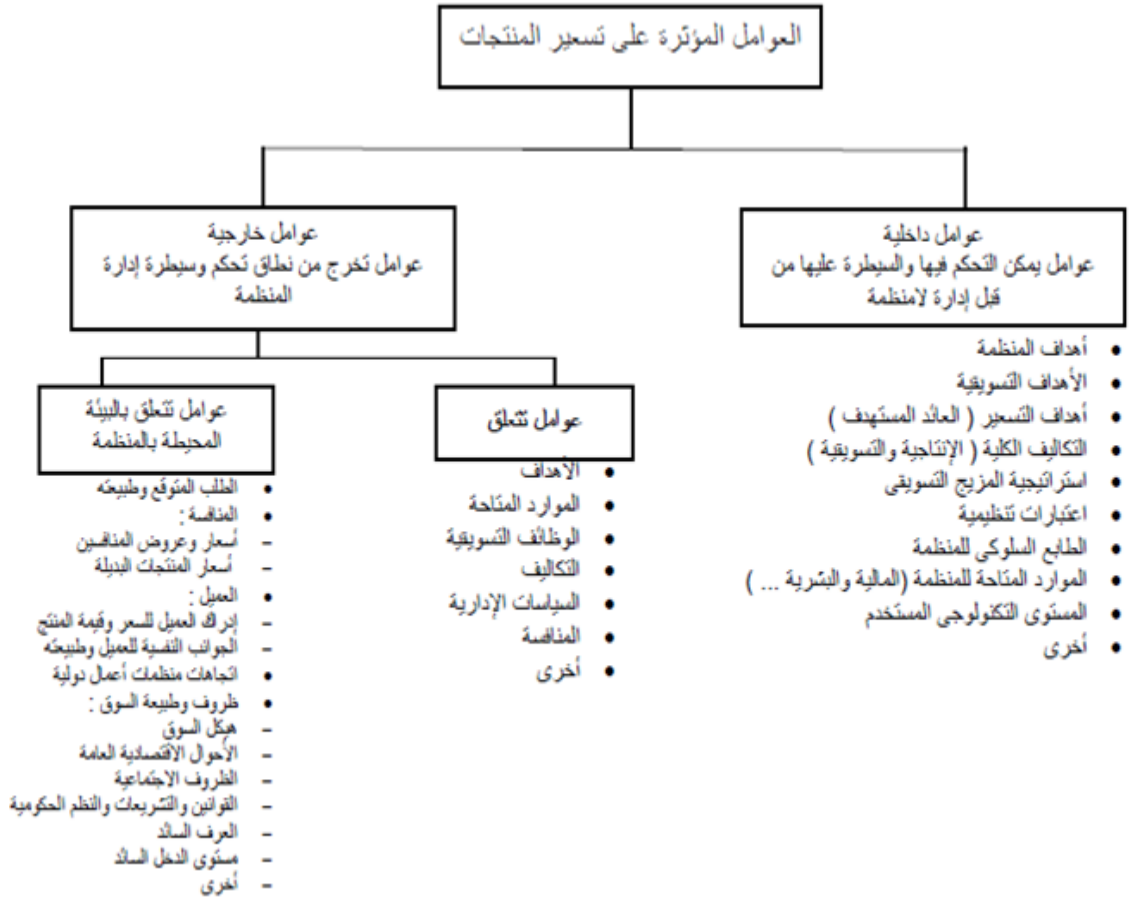 العوامل المؤثرة على تسعير المنتجات
عوامل داخلية
عوامل يمكن التحكم فيها والسيطرة عليها من
قبل إدارة لامنظمة
• أهداف المنظمة
• الأهداف التسويقية
• أهداف التسعير ( العائد المستهدف )
• التكاليف الكلية ( الإنتاجية والتسويقية )
• استراتيجية المزيج التسويقى
• اعتبارات تنظيمية
• الطابع السلوكى للمنظمة
• الموارد المتاحة للمنظمة (المالية والبشرية ... )
• المستوى التكنولوجى المستخدم
• أخرى
عوامل خارجية
عوامل تخرج من نطاق تحكم وسيطرة إدارة
المنظمة
عوامل تتعلق
• الأهداف
• الموارد المتاحة
• الوظائف التسويقية
• التكاليف
• السياسات الإدارية
• المنافسة
• أخرى
عوامل تتعلق بالبيئة
المحيطة بالمنظمة
• الطلب المتوقع وطبيعته
• المنافسة :
– أسعار وعروض المنافسين
– أسعار المنتجات البديلة
• العميل :
– إدراك العميل للسعر وقيمة المنتج
– الجوانب النفسية للعميل وطبيعته
• اتجاهات منظمات أعمال دولية
• ظروف وطبيعة السوق :
– هيكل السوق
– الأحوال الاقتصادية العامة
– الظروف الاجتماعية
– القوانين والتشريعات والنظم الحكومية
– العرف السائد
– مستوى الدخل السائد
– أخرى